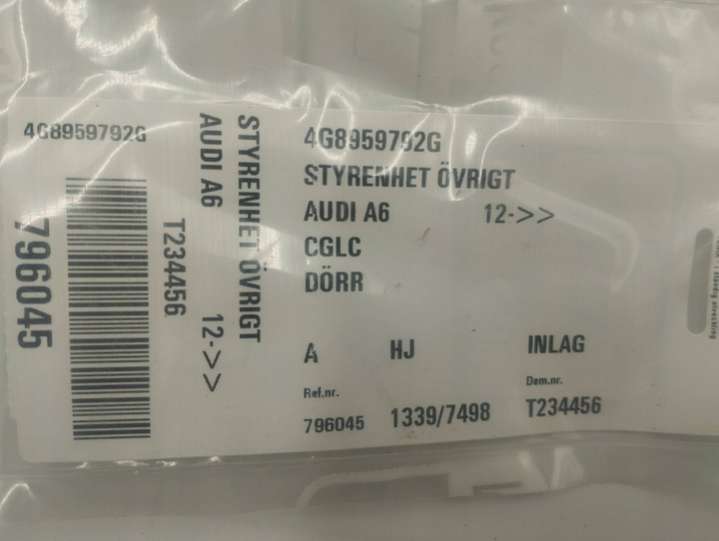 4G8959792G
STYRENHET ÖVRIGT
AUDI A6 12->>
T234456
796045
4G8959792G
STYRENHET ÖVRIGT
AUDI A6 12->>
CGLC
DÖRR
A HJ INLAG
Ref.nr. Dem.nr.
796045 1339/7498 T234456